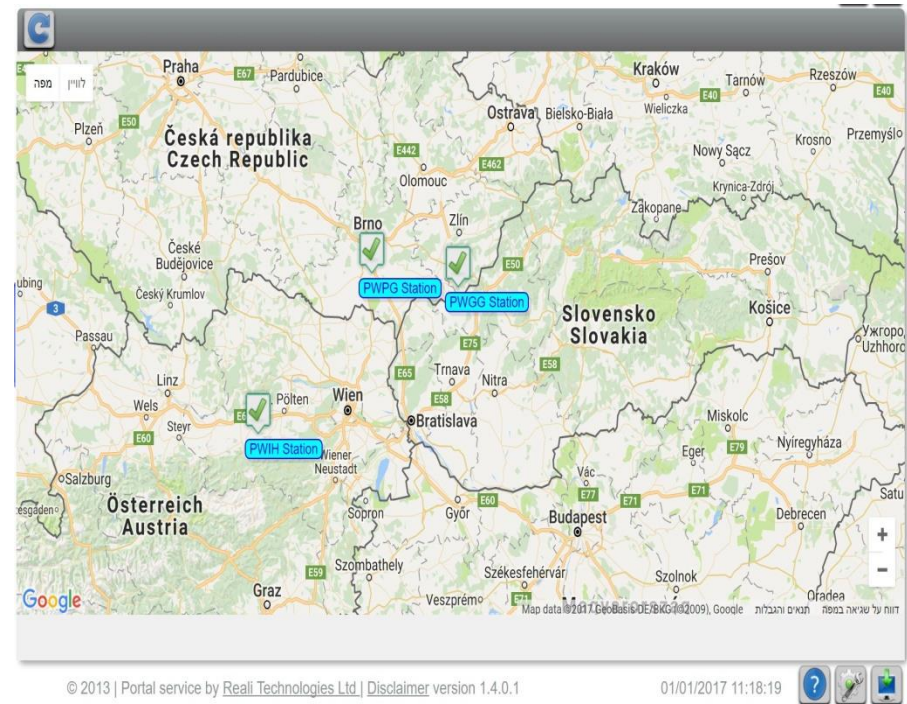 Praha
E67
Pardubice
Kraków
Tarnów
Rzeszów
E40
E40
מפה
לוויין
Plzeň
E50
Ostrava
Bielsko-Biała
Wieliczka
Česká republika
Czech Republic
E442
E462
Olomouc
Nowy Sącz
Krosno
Przemyśl
Krynica-Zdrój
Zakopane
Brno
Zlín
České
Budějovice
E50
Prešov
ubing
Český Krumlov
PWPG Station
PWGG Station
3
Slovensko
Slovakia
Košice
Passau
E75
Ужгоро
Uzhhoro
Linz
E65
Trnava
Nitra
E58
Wels
Pölten
Wien
E58
Steyr
Bratislava
Miskolc
E60
PWIH Station
Wiener
Neustadt
Eger
E79
Nyíregyháza
Salzburg
Vác
Österreich
Austria
Sopron
Győr
E60
E77
E71
E71
Satu
Budapest
Debrecen
+
E59
Szombathely
Székesfehérvár
Szolnok
−
Google
Graz
Veszprém
E71
Oradea
Map data ©2017 GeoBasis-DE/BKG (©2009), Google
תנאים והגבלות
דווח על שגיאה במפה
© 2013 | Portal service by Reali Technologies Ltd | Disclaimer version 1.4.0.1
01/01/2017 11:18:19